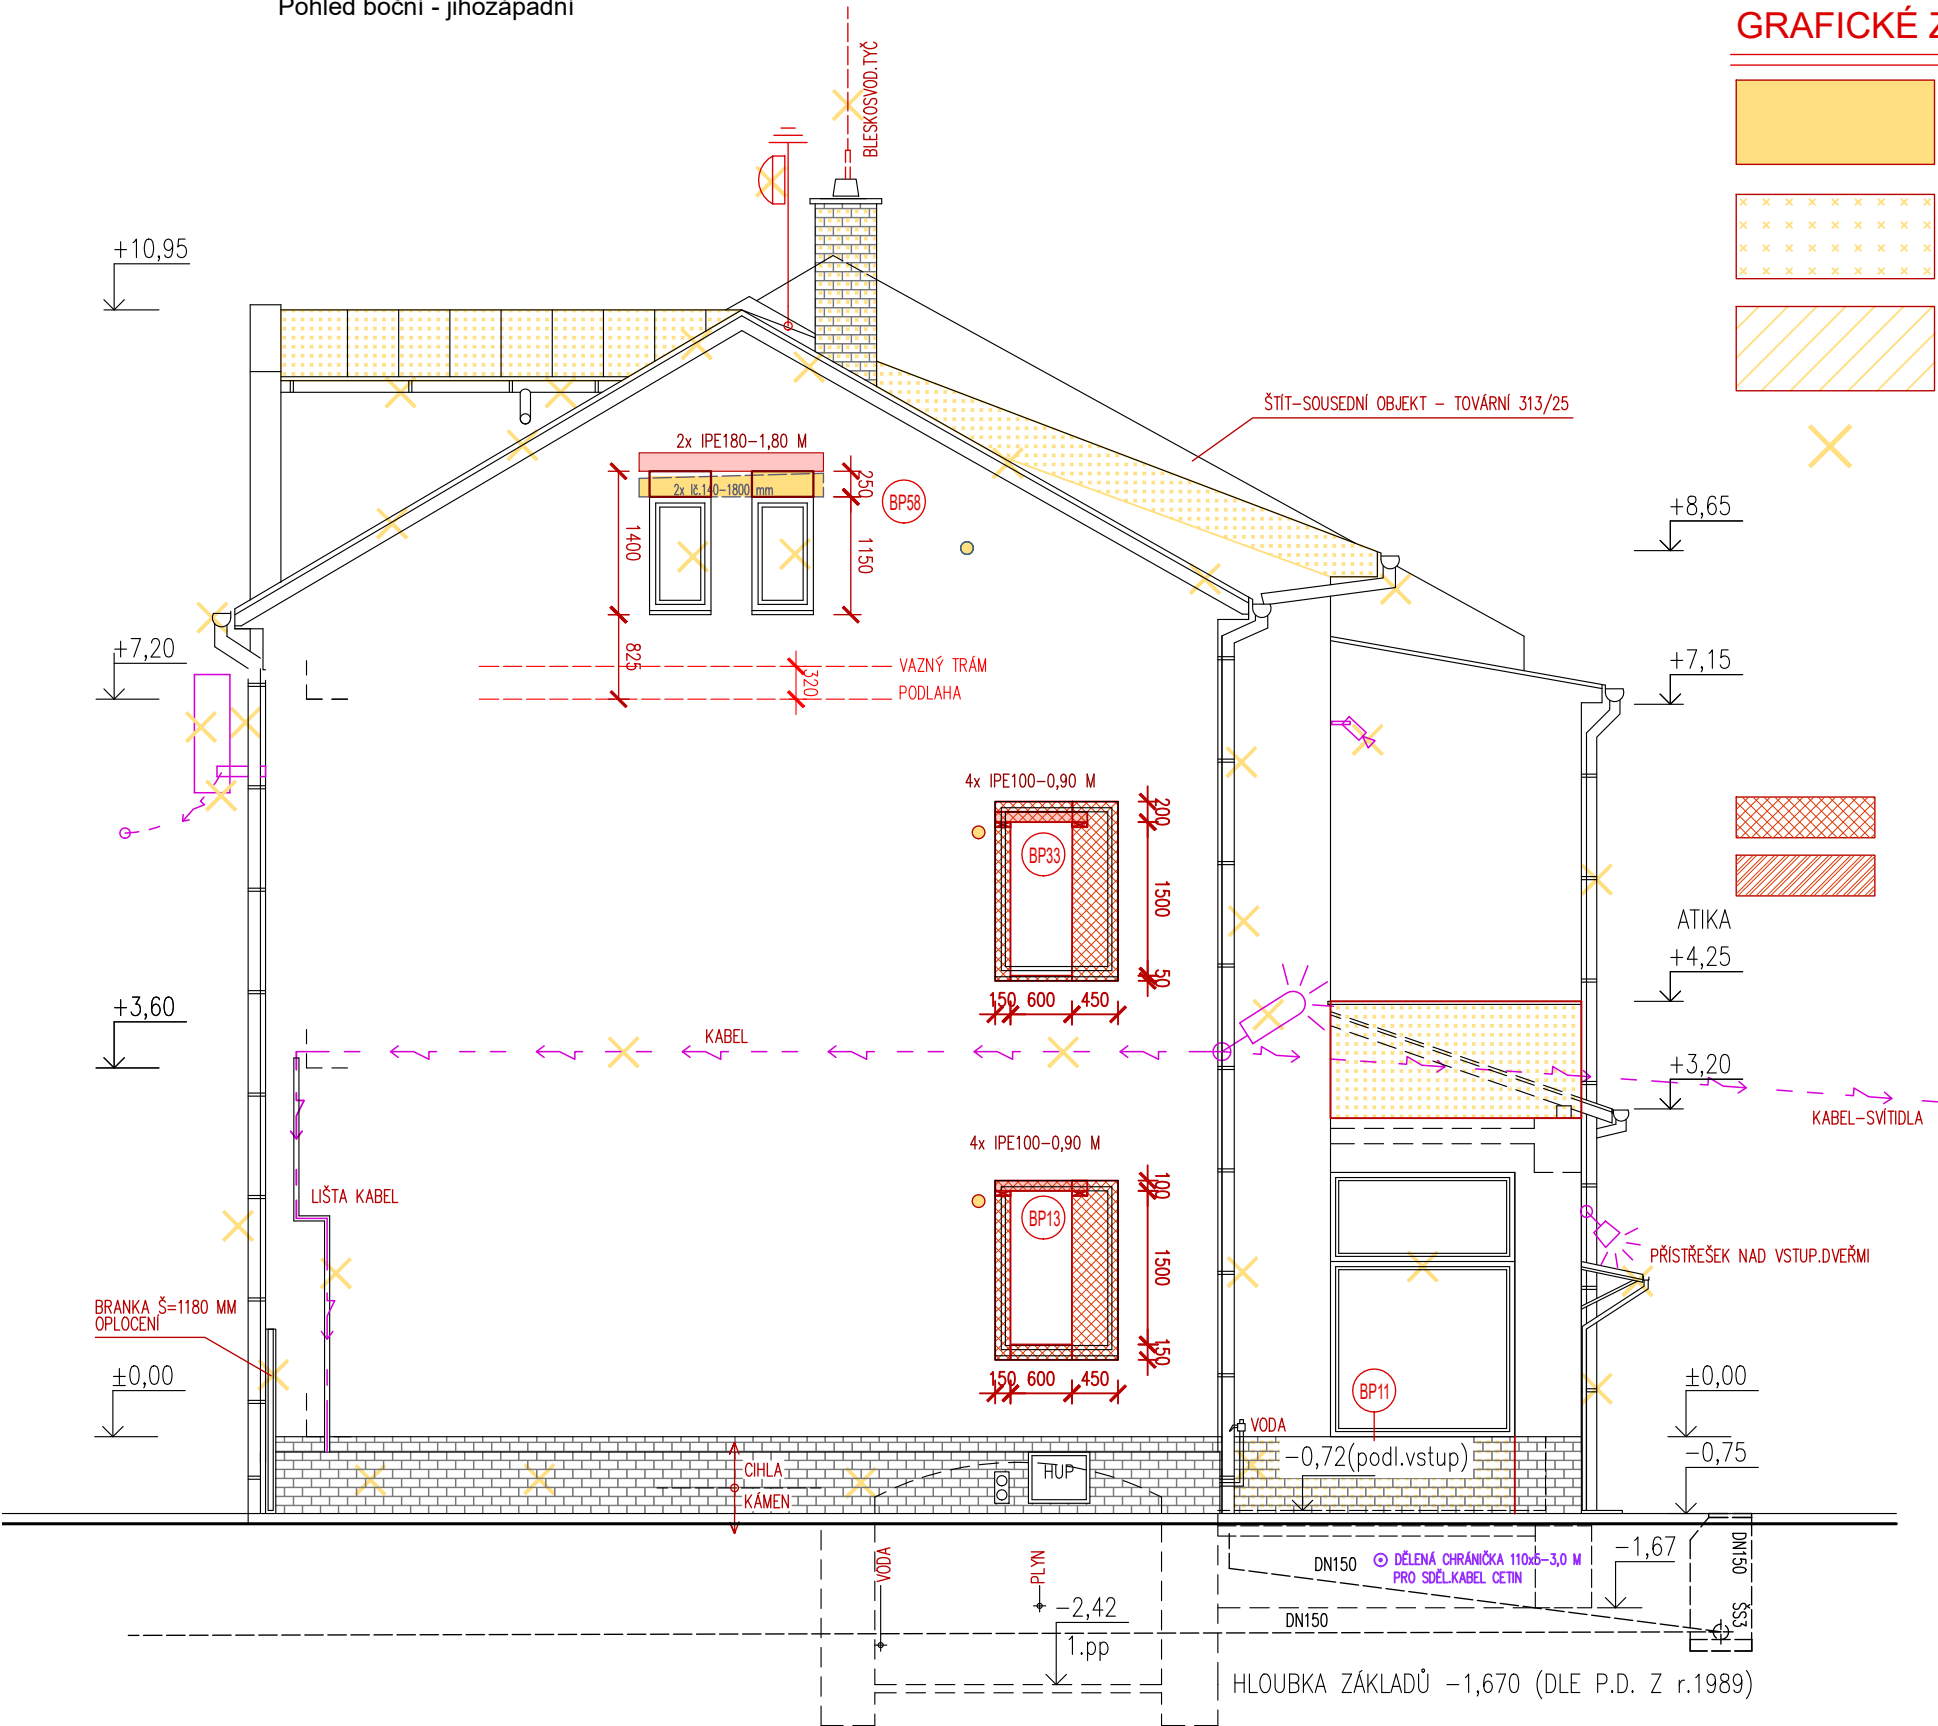 Pohled boční - jihozápadní
GRAFICKÉ
BLESKOSVOD.TYČ
+10,95
ŠTÍT-SOUSEDNÍ OBJEKT - TOVÁRNÍ 313/25
2x IPE180-1,80 M
2x Ič.140-1800 mm
250
BP58
1400
1150
+8,65
825
VAZNÝ TRÁM
320
PODLAHA
+7,20
+7,15
4x IPE100-0,90 M
200
BP33
1500
50
150 600 450
ATIKA
+4,25
+3,60
KABEL
+3,20
KABEL-SVÍTIDLA
4x IPE100-0,90 M
100
LIŠTA KABEL
BP13
1500
150
150 600 450
PŘÍSTŘEŠEK NAD VSTUP.DVEŘMI
BRANKA Š=1180 MM
OPLOCENÍ
±0,00
BP11
±0,00
VODA
-0,72(podl.vstup)
-0,75
CIHLA
KÁMEN
HUP
VODA
PLYN
DN150
DĚLENÁ CHRÁNIČKA 110x6-3,0 M
PRO SDĚL.KABEL CETIN
-1,67
DN150
ŠS3
-2,42
1.pp
DN150
HLOUBKA ZÁKLADŮ -1,670 (DLE P.D. Z r.1989)